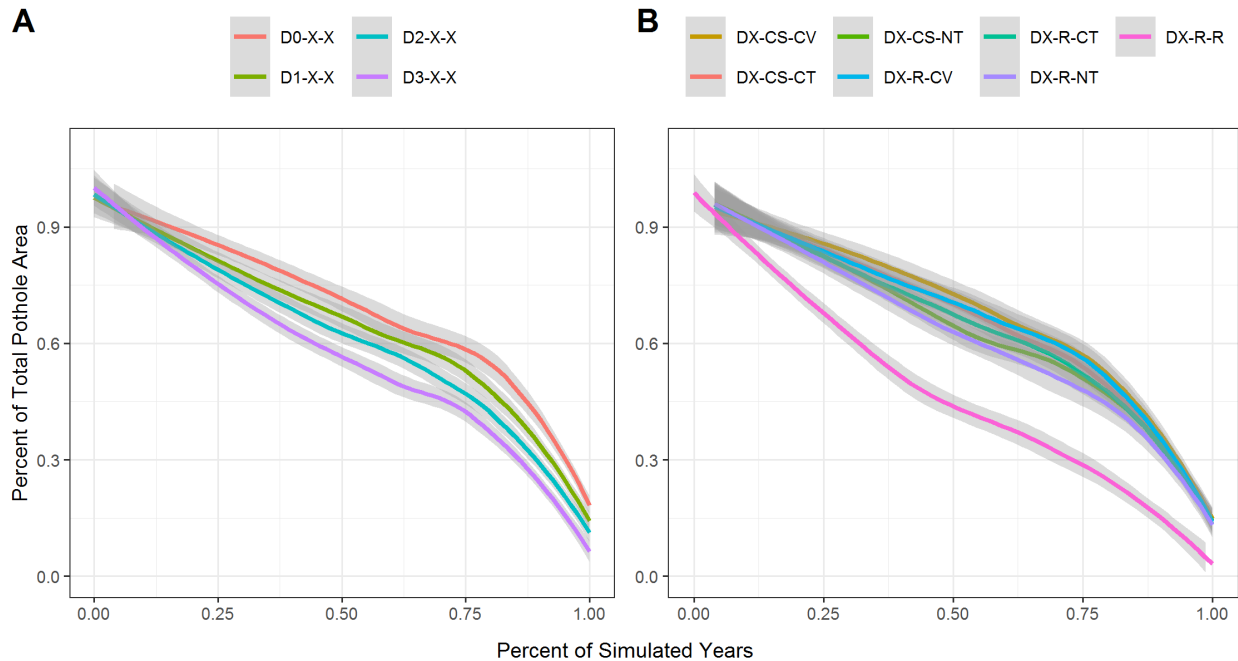 A
D0-X-X D2-X-X
D1-X-X D3-X-X
B
DX-CS-CV DX-CS-NT DX-R-CT DX-R-R
DX-CS-CT DX-R-CV DX-R-NT
Percent of Total Pothole Area
0.9
0.6
0.3
0.0
0.00 0.25 0.50 0.75 1.00
0.9
0.6
0.3
0.0
0.00 0.25 0.50 0.75 1.00
Percent of Simulated Years